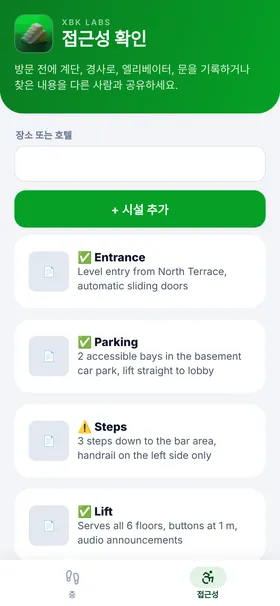 XBK LABS
접근성 확인
방문 전에 계단, 경사로, 엘리베이터, 문을 기록하거나
찾은 내용을 다른 사람과 공유하세요.
장소 또는 호텔
+ 시설 추가
✅ Entrance
Level entry from North Terrace,
automatic sliding doors
✅ Parking
2 accessible bays in the basement
car park, lift straight to lobby
⚠️ Steps
3 steps down to the bar area,
handrail on the left side only
✅ Lift
Serves all 6 floors, buttons at 1 m,
audio announcements
층
접근성